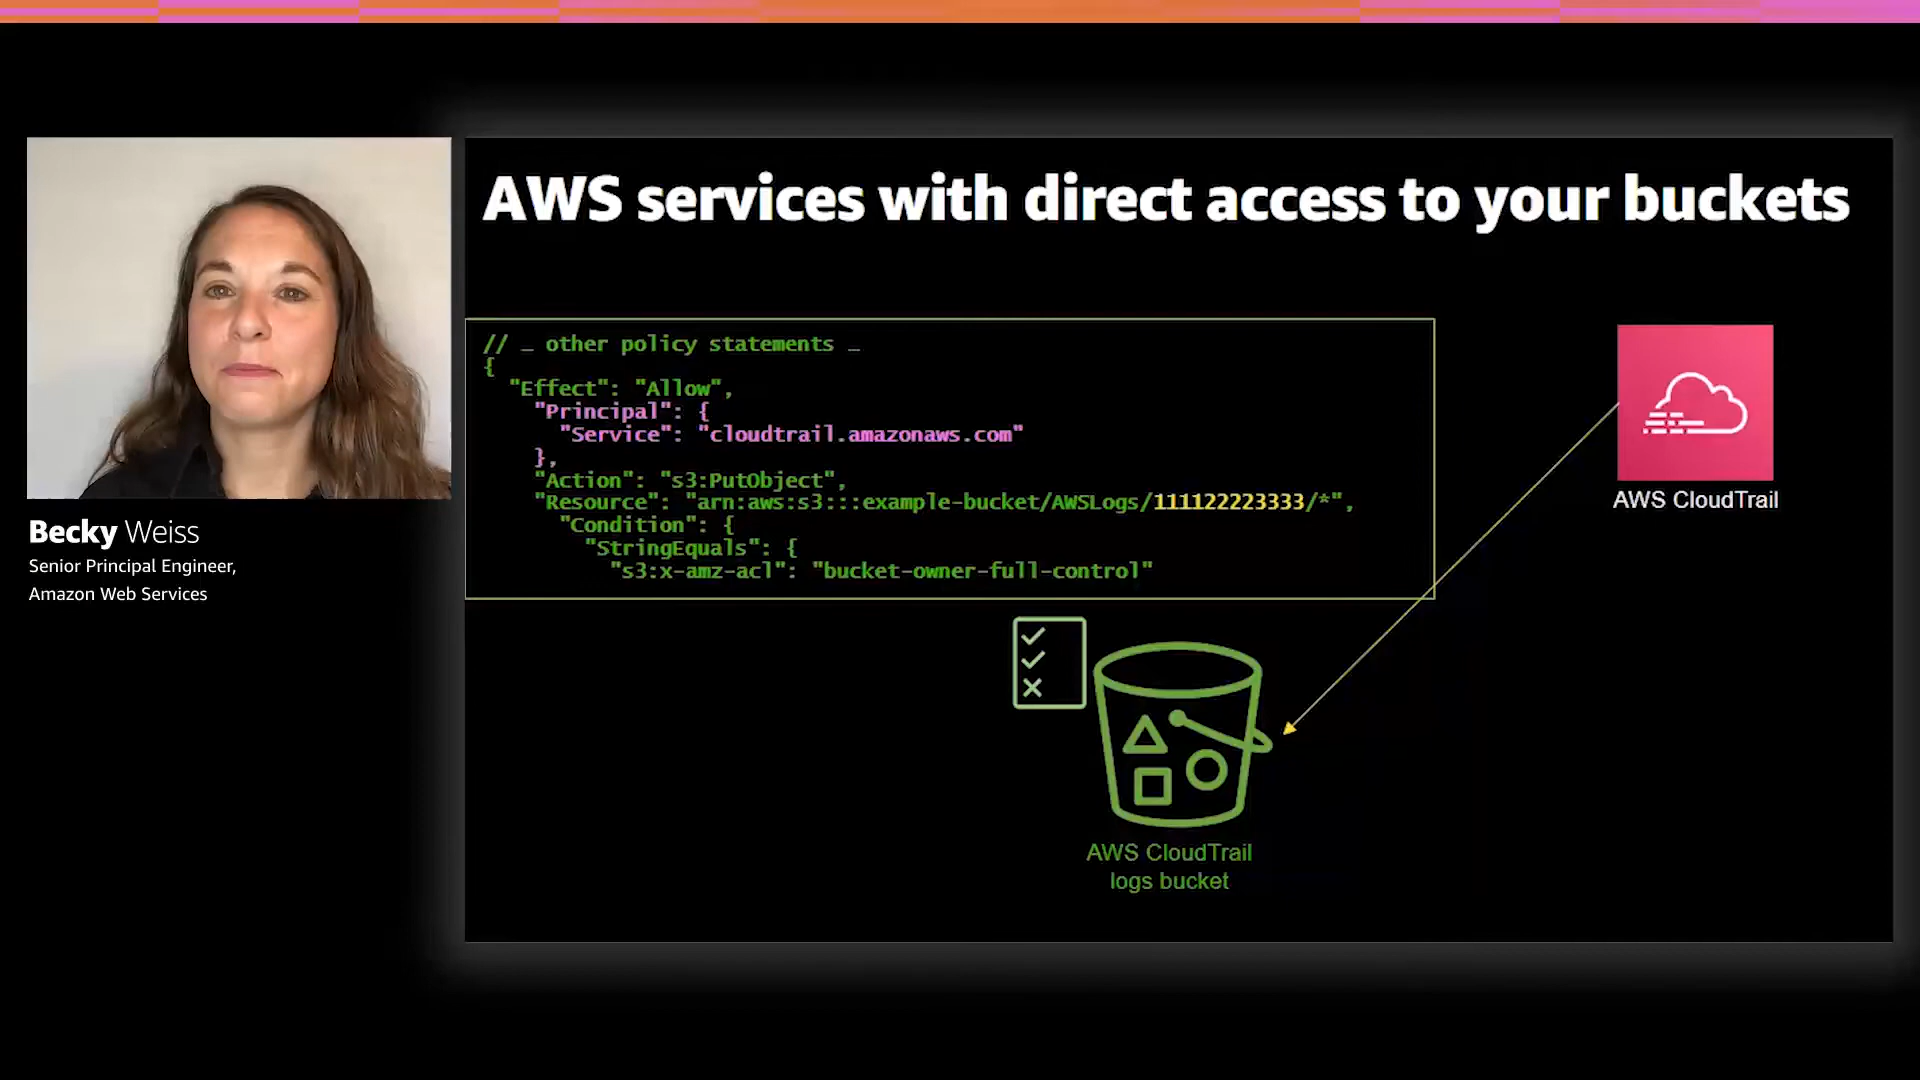 AWS services with direct access to your buckets
// … other policy statements …
{
"Effect": "Allow",
"Principal": {
"Service": "cloudtrail.amazonaws.com"
},
"Action": "s3:PutObject",
"Resource": "arn:aws:s3:::example-bucket/AWSLogs/111122223333/*",
"Condition": {
"StringEquals": {
"s3:x-amz-acl": "bucket-owner-full-control"
AWS CloudTrail
AWS CloudTrail
logs bucket
Becky Weiss
Senior Principal Engineer,
Amazon Web Services